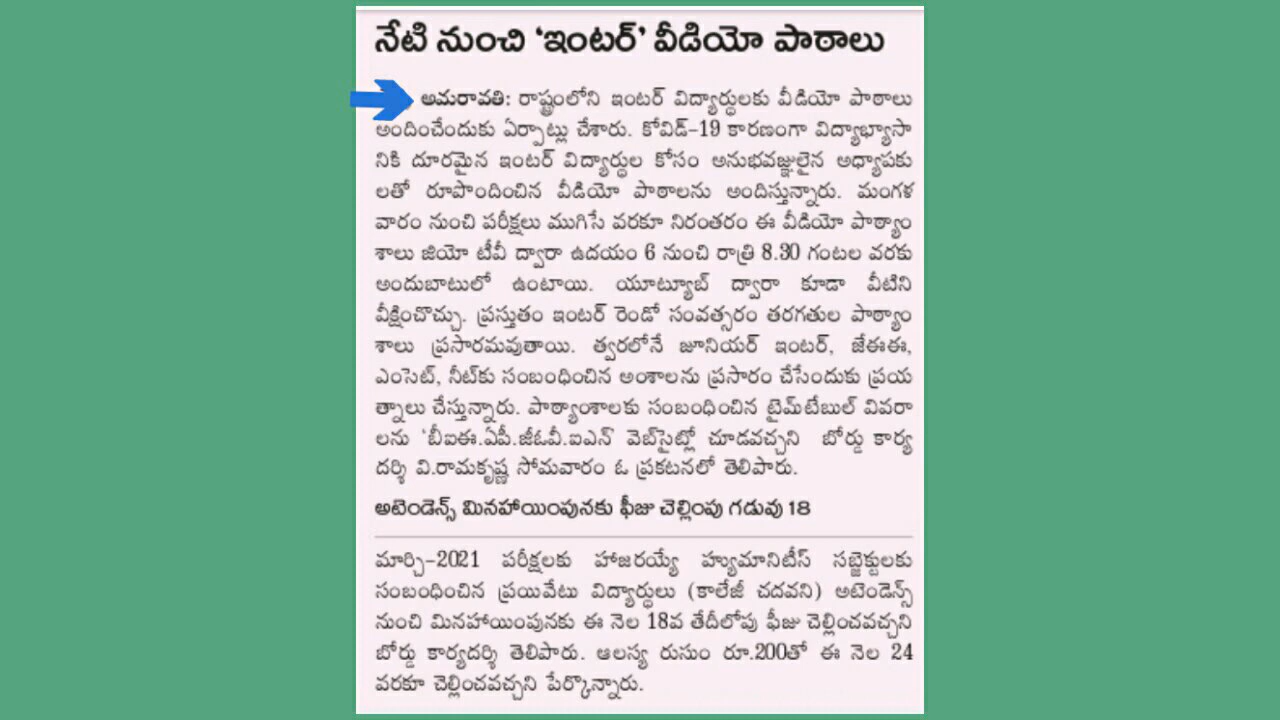 నేటి నుంచి ‘ఇంటర్’ వీడియో పాఠాలు
అమరావతి: రాష్ట్రంలోని ఇంటర్ విద్యార్థులకు వీడియో పాఠాలు
అందించేందుకు ఏర్పాట్లు చేశారు. కోవిడ్-19 కారణంగా విద్యాభ్యాసా
నికి దూరమైన ఇంటర్ విద్యార్థుల కోసం అనుభవజ్ఞులైన అధ్యాపకు
లతో రూపొందించిన వీడియో పాఠాలను అందిస్తున్నారు. మంగళ
వారం నుంచి పరీక్షలు ముగిసే వరకూ నిరంతరం ఈ వీడియో పాఠ్యాం
శాలు జియో టీవీ ద్వారా ఉదయం 6 నుంచి రాత్రి 8.30 గంటల వరకు
అందుబాటులో ఉంటాయి. యూట్యూబ్ ద్వారా కూడా వీటిని
వీక్షించొచ్చు. ప్రస్తుతం ఇంటర్ రెండో సంవత్సరం తరగతుల పాఠ్యాం
శాలు ప్రసారమవుతాయి. త్వరలోనే జూనియర్ ఇంటర్, జేఈఈ,
ఎంసెట్, నీట్‌కు సంబంధించిన అంశాలను ప్రసారం చేసేందుకు ప్రయ
త్నాలు చేస్తున్నారు. పాఠ్యాంశాలకు సంబంధించిన టైమ్‌టేబుల్ వివరా
లను ‘బీఐఈ.ఏపీ.జీఓవీ.ఐఎన్’ వెబ్‌సైట్లో చూడవచ్చని బోర్డు కార్య
దర్శి వి.రామకృష్ణ సోమవారం ఓ ప్రకటనలో తెలిపారు.
అటెండెన్స్ మినహాయింపునకు ఫీజు చెల్లింపు గడువు 18
మార్చి-2021 పరీక్షలకు హాజరయ్యే హ్యుమానిటీస్ సబ్జెక్టులకు
సంబంధించిన ప్రయివేటు విద్యార్థులు (కాలేజీ చదవని) అటెండెన్స్
నుంచి మినహాయింపునకు ఈ నెల 18వ తేదీలోపు ఫీజు చెల్లించవచ్చని
బోర్డు కార్యదర్శి తెలిపారు. ఆలస్య రుసుం రూ.200తో ఈ నెల 24
వరకూ చెల్లించవచ్చని పేర్కొన్నారు.